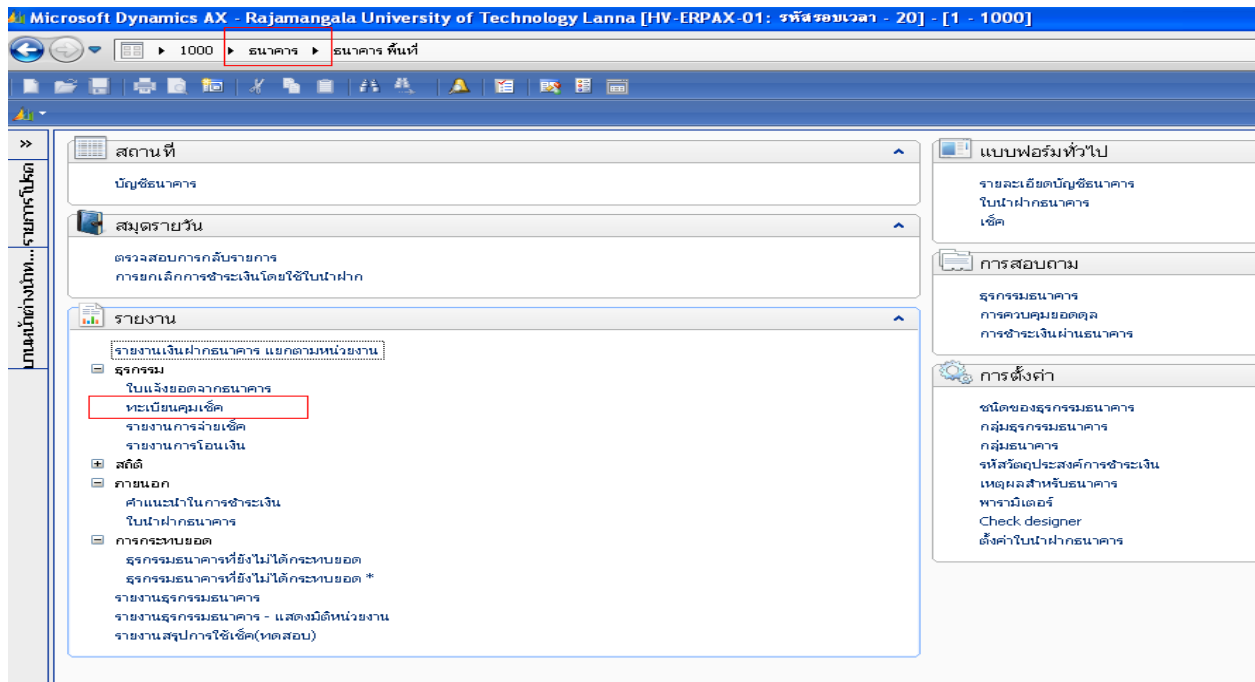 Microsoft Dynamics AX - Rajamangala University of Technology Lanna [HV-ERPAX-01: รหัสรอบเวลา - 20] - [1 - 1000]
1000 ธนาคาร ธนาคาร พื้นที่
สถานที่
บัญชีธนาคาร
สมุดรายวัน
ตรวจสอบการกลับรายการ
การยกเลิกการชำระเงินโดยใช้ใบนำฝาก
รายงาน
รายงานเงินฝากธนาคาร แยกตามหน่วยงาน
ธุรกรรม
ใบแจ้งยอดจากธนาคาร
ทะเบียนคุมเช็ค
รายงานการจ่ายเช็ค
รายงานการโอนเงิน
สถิติ
ภายนอก
คำแนะนำในการชำระเงิน
ใบนำฝากธนาคาร
การกระทบยอด
ธุรกรรมธนาคารที่ยังไม่ได้กระทบยอด
ธุรกรรมธนาคารที่ยังไม่ได้กระทบยอด *
รายงานธุรกรรมธนาคาร
รายงานธุรกรรมธนาคาร - แสดงมิติหน่วยงาน
รายงานสรุปการใช้เช็ค(ทดสอบ)
แบบฟอร์มทั่วไป
รายละเอียดบัญชีธนาคาร
ใบนำฝากธนาคาร
เช็ค
การสอบถาม
ธุรกรรมธนาคาร
การควบคุมยอดดุล
การชำระเงินผ่านธนาคาร
การตั้งค่า
ชนิดของธุรกรรมธนาคาร
กลุ่มธุรกรรมธนาคาร
กลุ่มธนาคาร
รหัสวัตถุประสงค์การชำระเงิน
เหตุผลสำหรับธนาคาร
พารามิเตอร์
Check designer
ตั้งค่าใบนำฝากธนาคาร
รายการโปรด
บานหน้าต่างนำท...